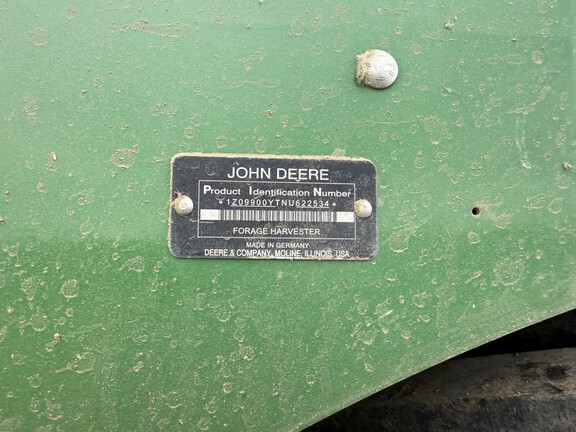 JOHN DEERE
Product Identification Number
*1Z09900YTNU622534*
FORAGE HARVESTER
MADE IN GERMANY
DEERE & COMPANY, MOLINE, ILLINOIS, USA